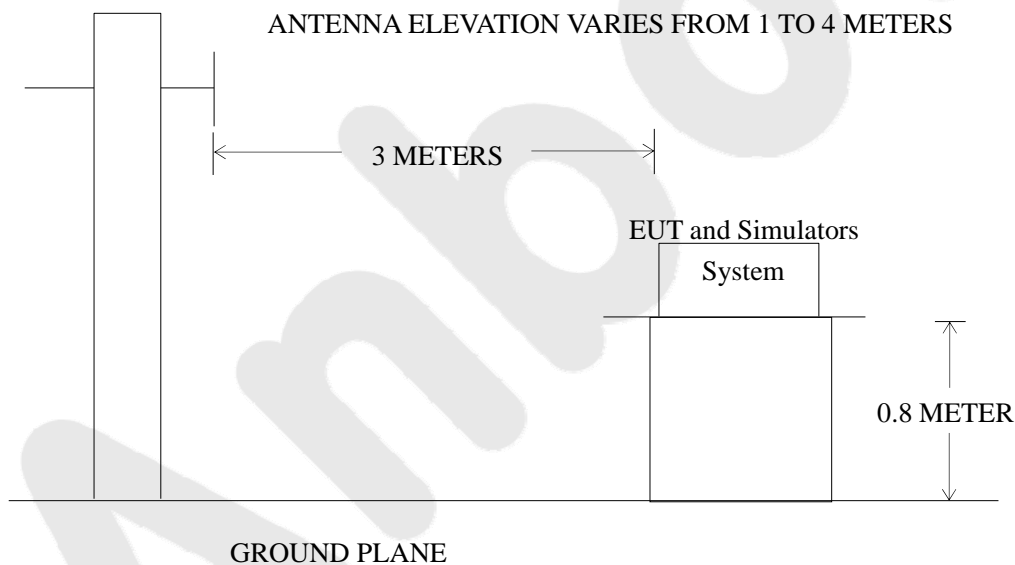 ANTENNA ELEVATION VARIES FROM 1 TO 4 METERS
3 METERS
EUT and Simulators
System
0.8 METER
GROUND PLANE